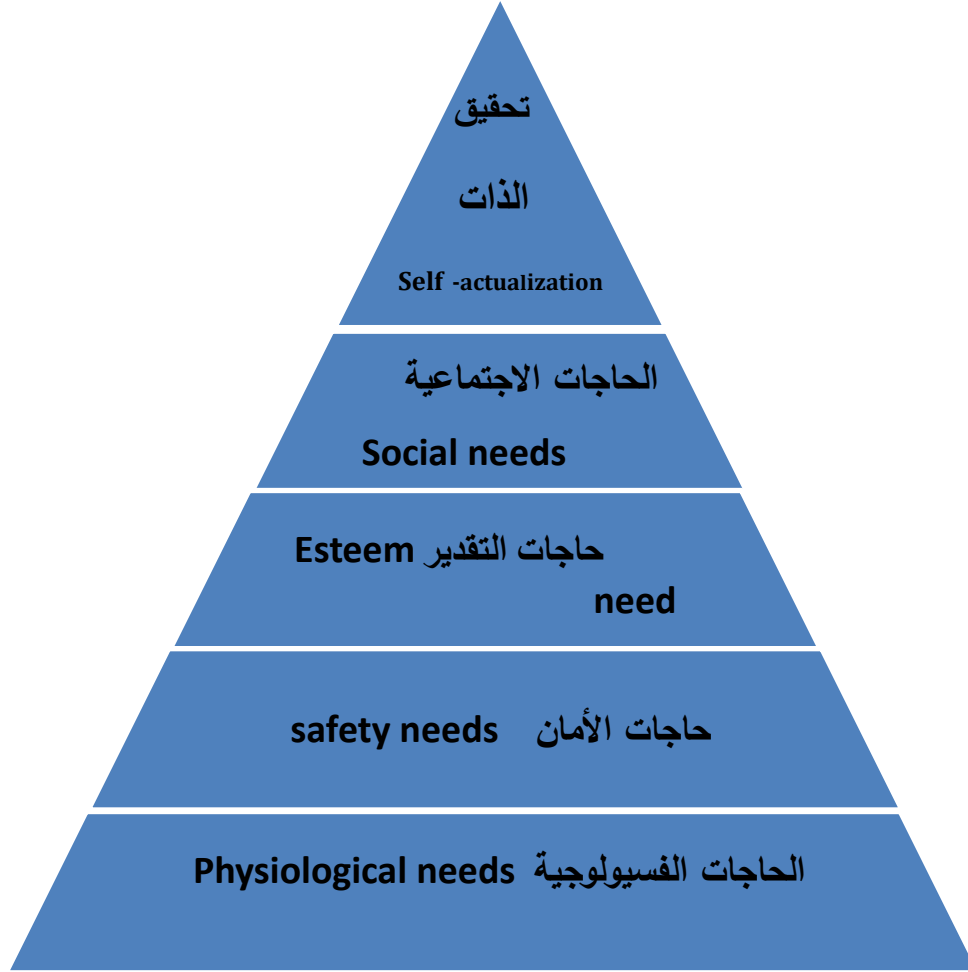 تحقيق
الذات
Self -actualization
الحاجات الاجتماعية
Social needs
حاجات التقدير Esteem
need
حاجات الأمان safety needs
الحاجات الفسيولوجية Physiological needs